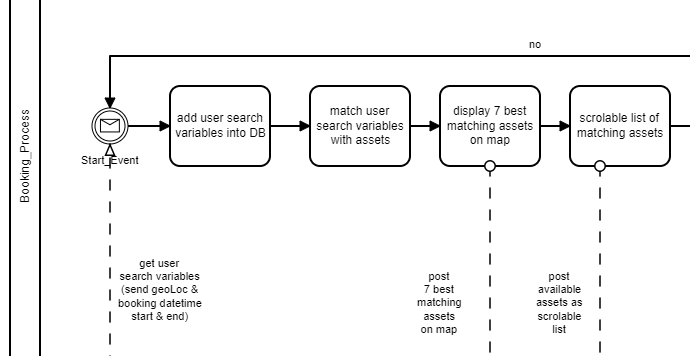 no
Booking_Process
Start_Event
add user search
variables into DB
match user
search variables
with assets
display 7 best
matching assets
on map
scrolable list of
matching assets
get user
search variables
(send geoLoc &
booking datetime
start & end)
post
7 best
matching
assets
on map
post
available
assets as
scrolable
list